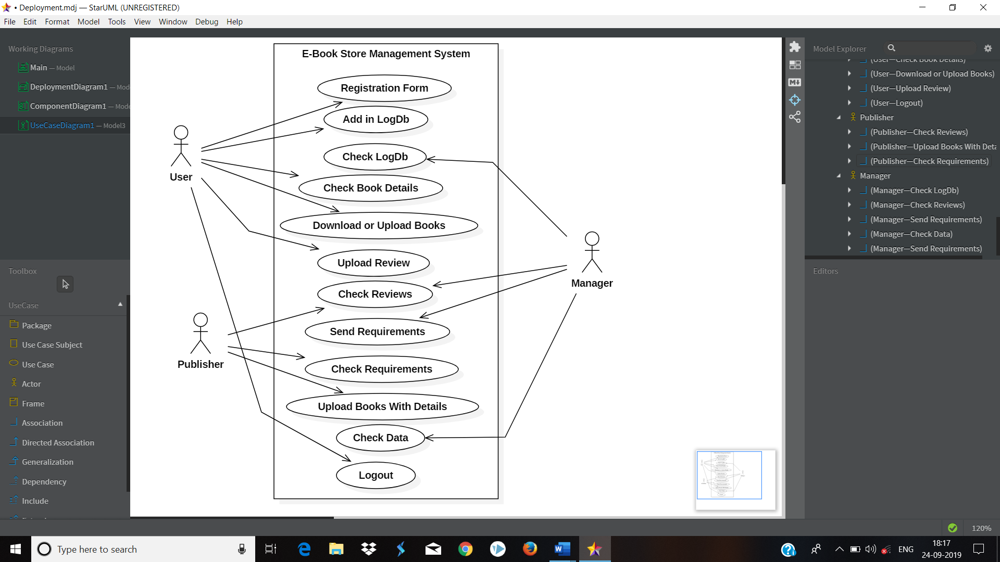 • Deployment.mdj — StarUML (UNREGISTERED)
File Edit Format Model Tools View Window Debug Help
Working Diagrams
Main — Model
DeploymentDiagram1 — Mod
ComponentDiagram1 — Mode
UseCaseDiagram1 — Model3
Toolbox
UseCase
Package
Use Case Subject
Use Case
Actor
Frame
Association
Directed Association
Generalization
Dependency
Include
E-Book Store Management System
Registration Form
Add in LogDb
Check LogDb
User
Check Book Details
Download or Upload Books
Upload Review
Manager
Check Reviews
Send Requirements
Publisher
Check Requirements
Upload Books With Details
Check Data
Logout
Model Explorer
(User—Check Book Details)
(User—Download or Upload Books)
(User—Upload Review)
(User—Logout)
Publisher
(Publisher—Check Reviews)
(Publisher—Upload Books With Deta
(Publisher—Check Requirements)
Manager
(Manager—Check LogDb)
(Manager—Check Reviews)
(Manager—Send Requirements)
(Manager—Check Data)
(Manager—Send Requirements)
Editors
120%
Type here to search
ENG
18:17
24-09-2019